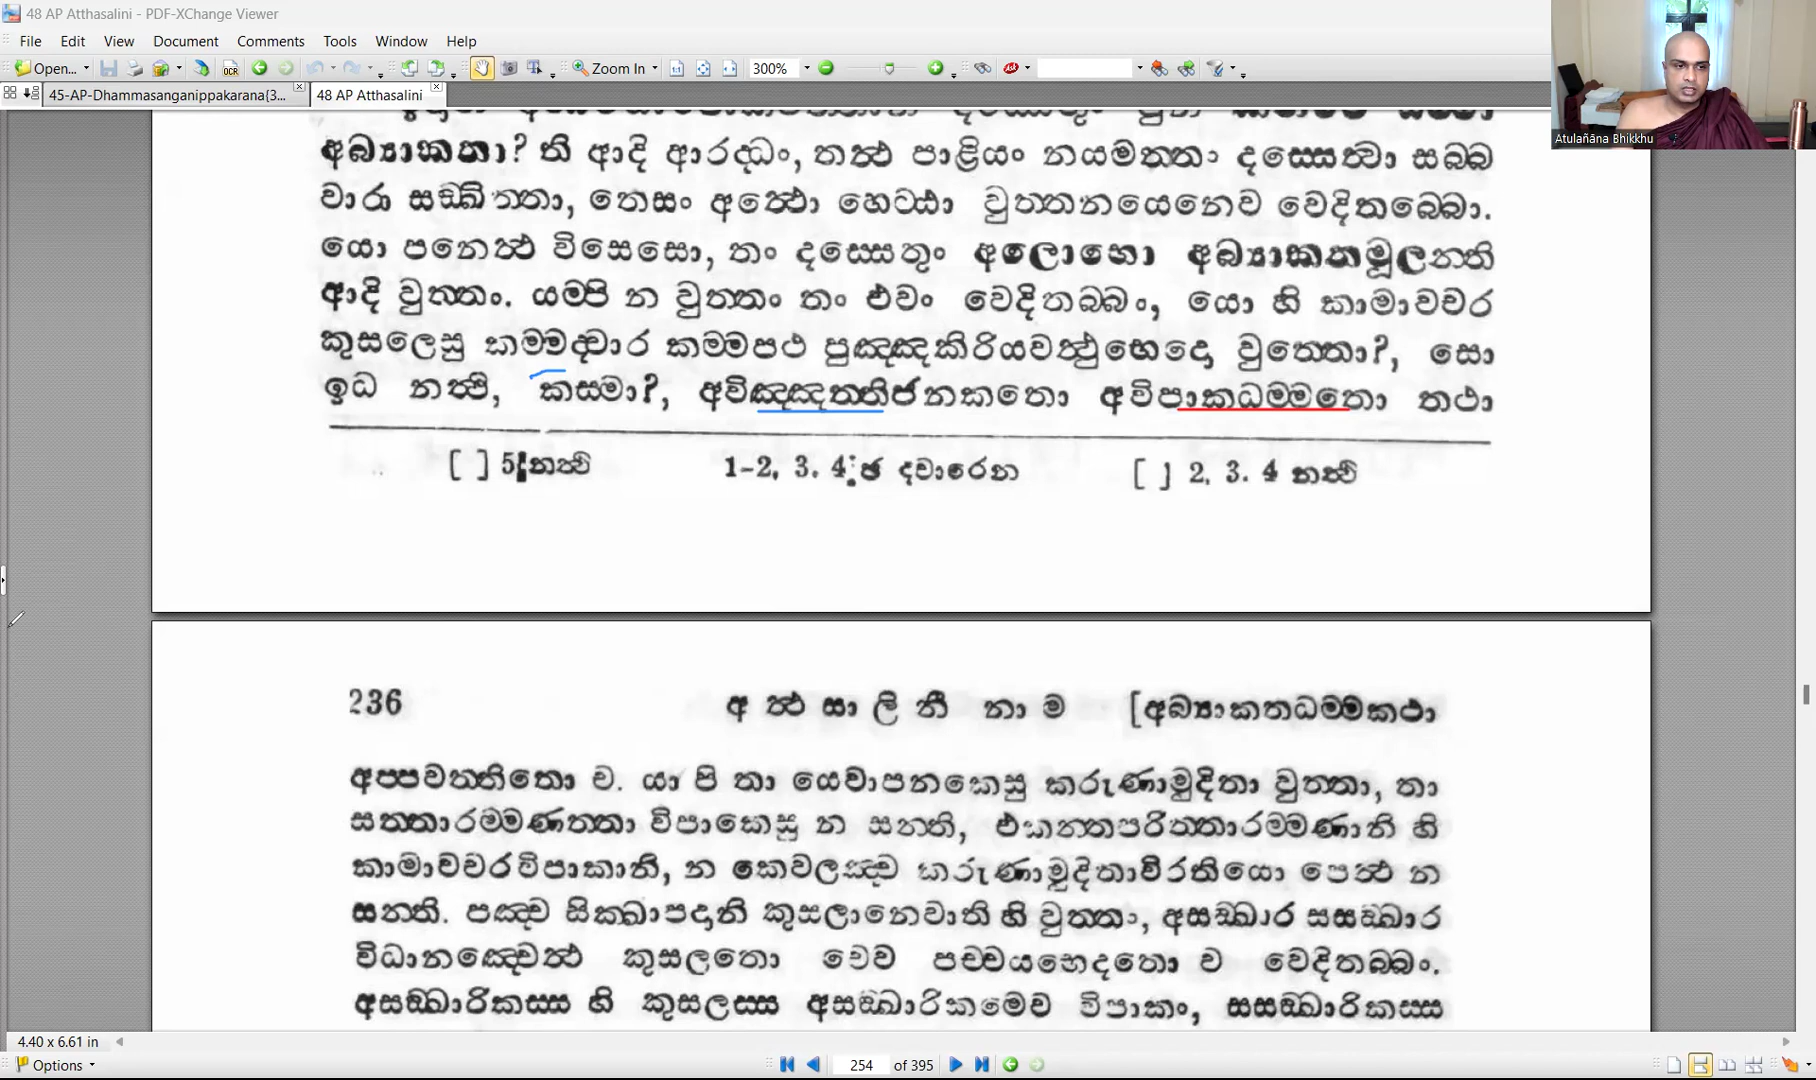 48 AP Atthasalini - PDF-XChange Viewer
File Edit View Document Comments Tools Window Help
Open... OCR Zoom In 300%
45-AP-Dhammasanganippakarana(3... 48 AP Atthasalini
Atulañāna Bhikkhu
අබ්‍යාකතා? ති ආදි ආරද්ධං, තත්‍ථ පාළියං නයමත්තං දස්සෙත්‍වා සබ්බ
වාරා සඞ්ඛිත්තා, තෙසං අත්‍ථො හෙට්ඨා වුත්තනයෙනෙව වෙදිතබ්බො.
යො පනෙත්‍ථ විසෙසො, තං දස්සෙතුං අලොභො අබ්‍යාකතමූලන්ති
ආදි වුත්තං. යම්පි න වුත්තං තං එවං වෙදිතබ්බං, යො හි කාමාවචර
කුසලෙසු කම්මද්වාර කම්මපථ පුඤ්ඤකිරියවත්‍ථුභෙදො වුත්තො?, සො
ඉධ නත්‍ථි, කස්මා?, අවිඤ්ඤත්තිජනකතො අවිපාකධම්මතො තථා
[ ] 5 නත්‍ථි 1-2, 3. 4 ඡ ද්වාරෙන [ ] 2, 3. 4 නත්‍ථි
236 අ ත්‍ථ සා ලි නී නා ම [අබ්‍යාකතධම්මකථා
අප්පවත්තිතො ච. යා පි තා යෙවාපනකෙසු කරුණාමුදිතා වුත්තා, තා
සත්තාරම්මණත්තා විපාකෙසු න සන්ති, එකන්තපරිත්තාරම්මණානි හි
කාමාවචරවිපාකානි, න කෙවලඤ්ච කරුණාමුදිතාවිරතියො පෙත්‍ථ න
සන්ති. පඤ්ච සික්ඛාපදානි කුසලානෙවාති හි වුත්තං, අසඞ්ඛාර සසඞ්ඛාර
විධානඤ්චෙත්‍ථ කුසලතො චෙව පච්චයභෙදතො ච වෙදිතබ්බං.
අසඞ්ඛාරිකස්ස හි කුසලස්ස අසඞ්ඛාරිකමෙව විපාකං, සසඞ්ඛාරිකස්ස
4.40 x 6.61 in
Options 254 of 395